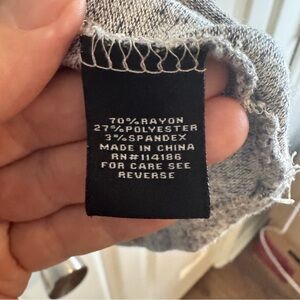 70%RAYON
27%POLYESTER
3%SPANDEX
MADE IN CHINA
RN#114186
FOR CARE SEE
REVERSE